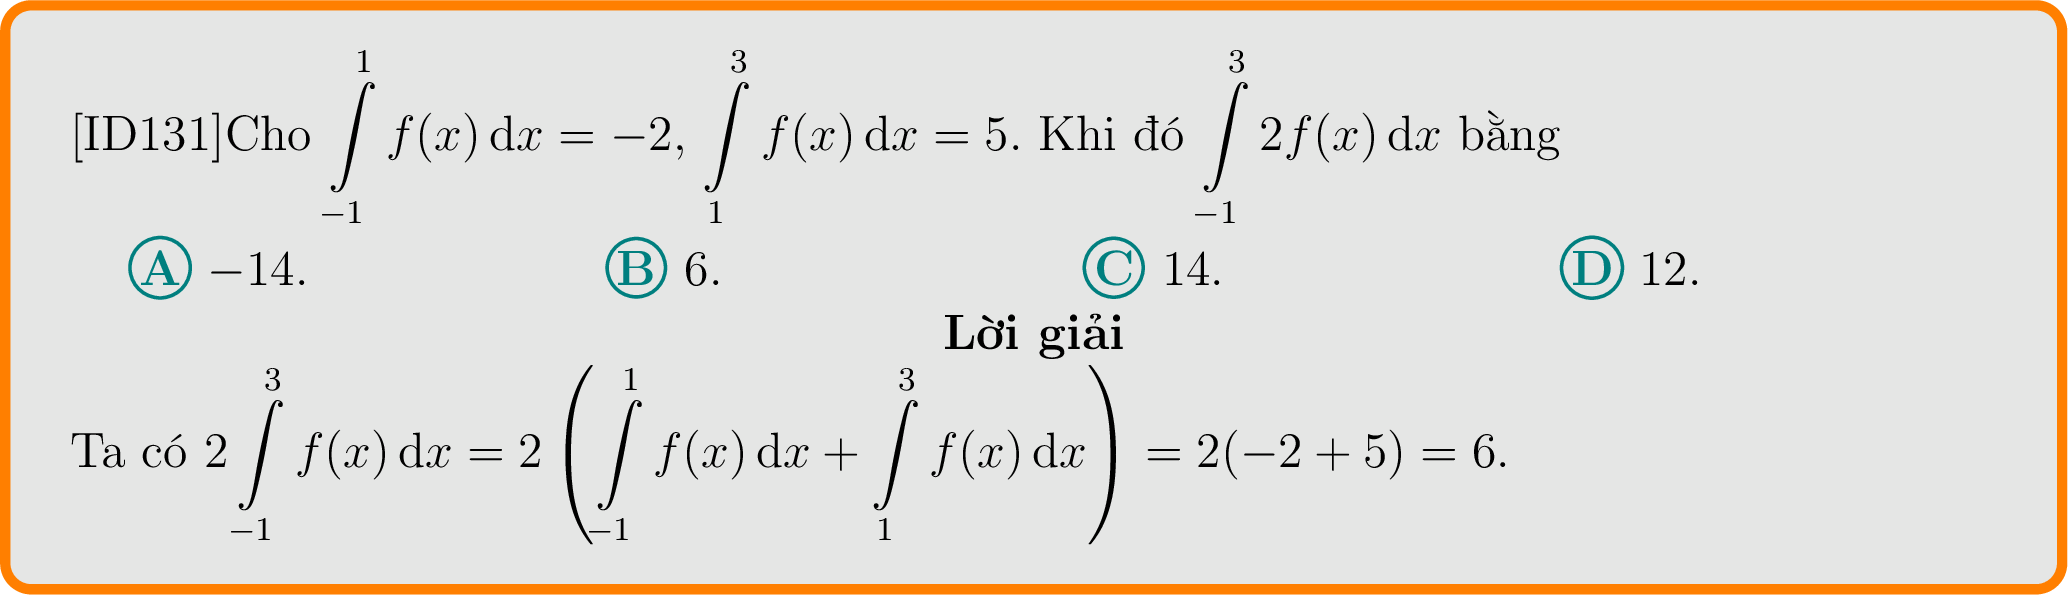 [ID131]Cho $\int\limits_{-1}^{1} f(x)\,\mathrm{d}x = -2$, $\int\limits_{1}^{3} f(x)\,\mathrm{d}x = 5$. Khi đó $\int\limits_{-1}^{3} 2f(x)\,\mathrm{d}x$ bằng
A −14. B 6. C 14. D 12.
Lời giải
Ta có $2\int\limits_{-1}^{3} f(x)\,\mathrm{d}x = 2\left(\int\limits_{-1}^{1} f(x)\,\mathrm{d}x + \int\limits_{1}^{3} f(x)\,\mathrm{d}x\right) = 2(-2+5) = 6.$